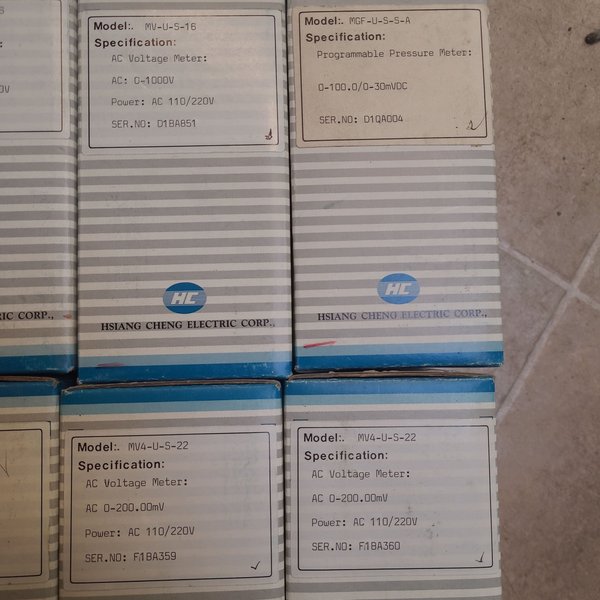 Model:. MV-U-S-16
Specification:
AC Voltage Meter:
AC: 0-1000V
Power: AC 110/220V
SER.NO: D1BA851
HC
HSIANG CHENG ELECTRIC CORP.,
Model:. MGF-U-S-S-A
Specification:
Programmable Pressure Meter:
0-100.0/0-30mVDC
SER.NO: D1QA004
HC
HSIANG CHENG ELECTRIC CORP.,
RIC CORP.,
Model:. MV4-U-S-22
Specification:
AC Voltage Meter:
AC 0-200.00mV
Power: AC 110/220V
SER.NO: F1BA359
Model:. MV4-U-S-22
Specification:
AC Voltage Meter:
AC 0-200.00mV
Power: AC 110/220V
SER.NO: F1BA360